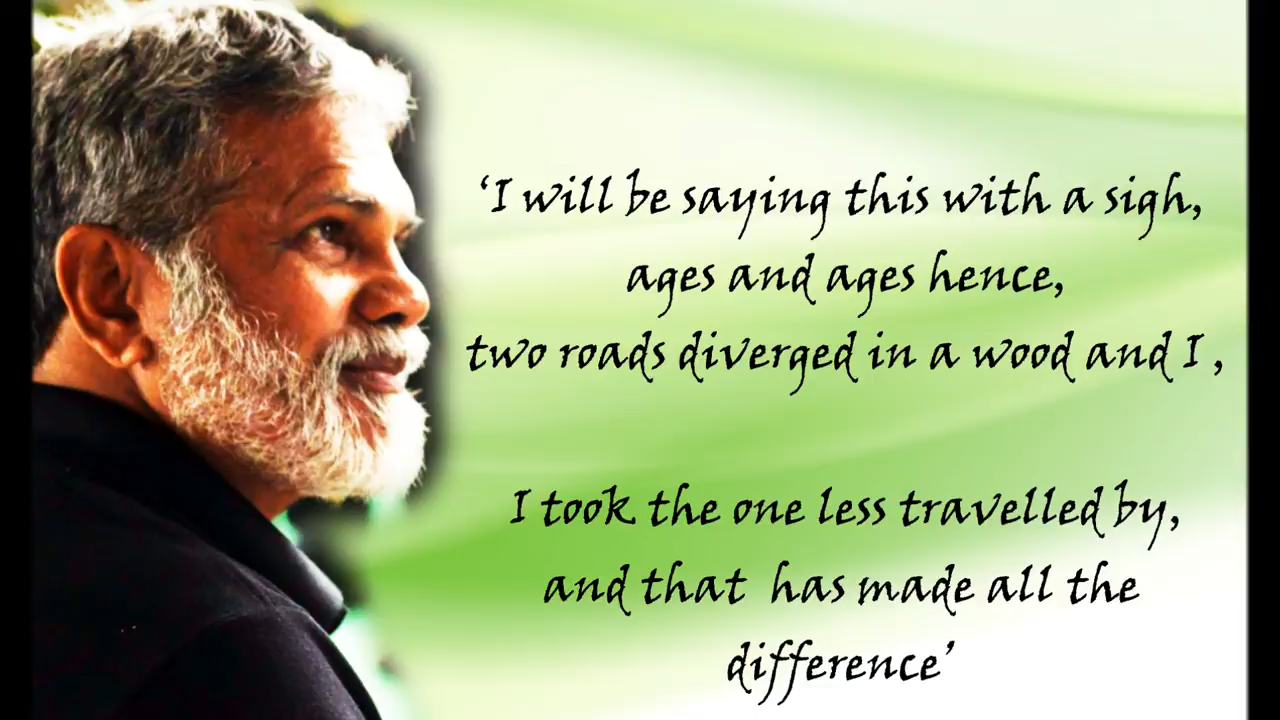 ‘I will be saying this with a sigh,
ages and ages hence,
two roads diverged in a wood and I ,
I took the one less travelled by,
and that  has made all the
difference’